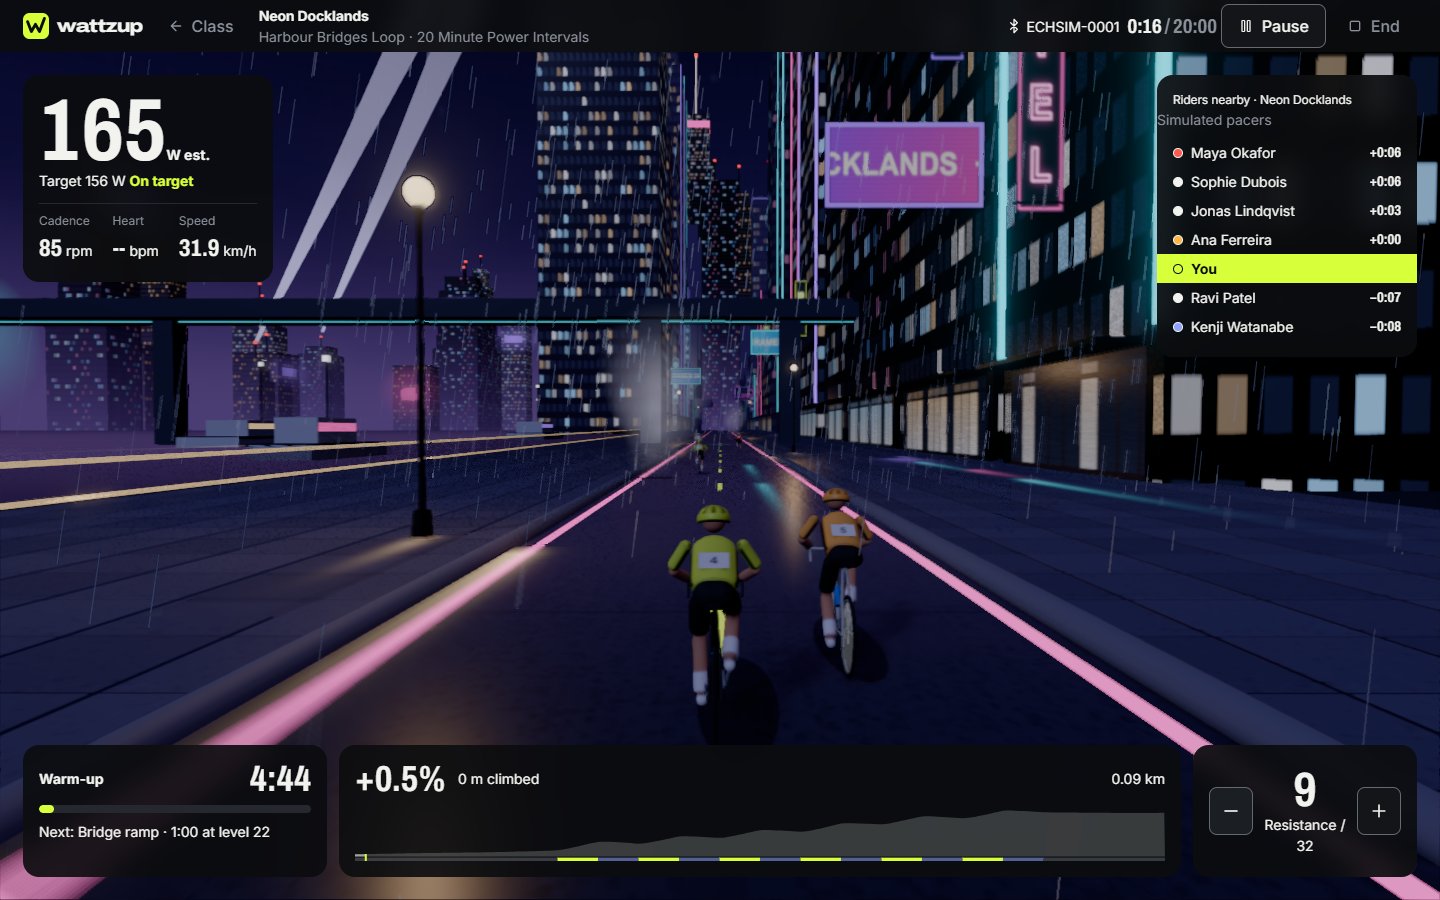 wattzup
Class
Neon Docklands
Harbour Bridges Loop · 20 Minute Power Intervals
ECHSIM-0001 0:16 / 20:00
Pause
End
165 W est.
Target 156 W On target
Cadence Heart Speed
85 rpm -- bpm 31.9 km/h
CKLANDS
E
L
Riders nearby · Neon Docklands
Simulated pacers
Maya Okafor +0:06
Sophie Dubois +0:06
Jonas Lindqvist +0:03
Ana Ferreira +0:00
You
Ravi Patel −0:07
Kenji Watanabe −0:08
4
5
Warm-up 4:44
Next: Bridge ramp · 1:00 at level 22
+0.5% 0 m climbed 0.09 km
− 9 +
Resistance /
32